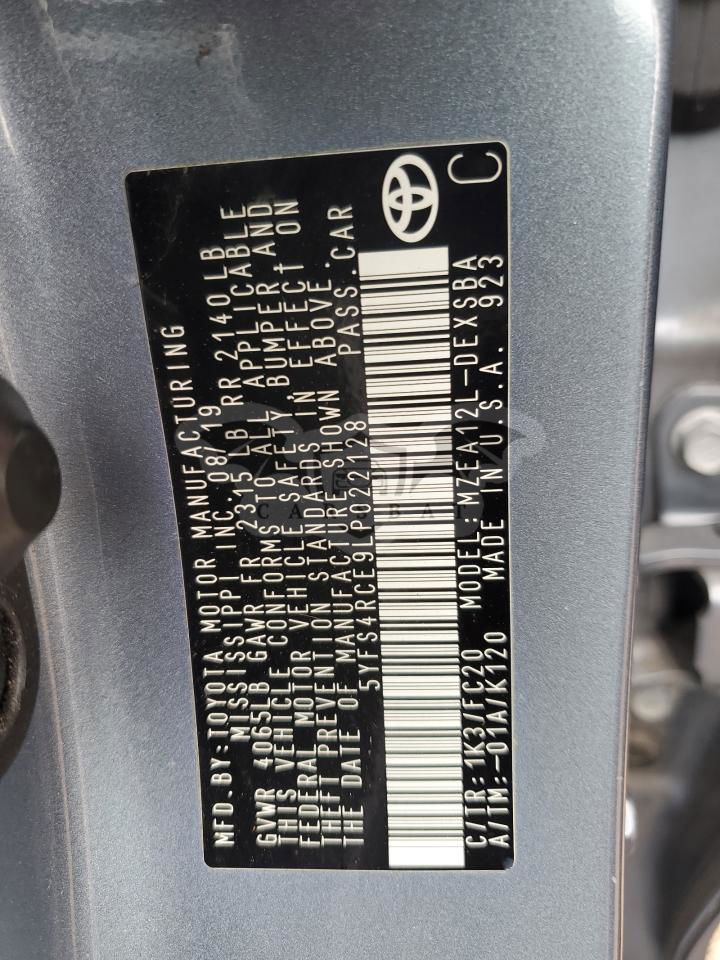 MFD.BY:TOYOTA MOTOR MANUFACTURING
MISSISSIPPI INC. 08/19
GVWR 4065LB GAWR FR 2315LB RR 2140LB
THIS VEHICLE CONFORMS TO ALL APPLICABLE
FEDERAL MOTOR VEHICLE SAFETY, BUMPER AND
THEFT PREVENTION STANDARDS IN EFFECT ON
THE DATE OF MANUFACTURE SHOWN ABOVE.
5YFS4RCE9LP022128 PASS.CAR
C/TR:1K3/FC20 MODEL:MZEA12L-DEXSBA
A/TM:-01A/K120 MADE IN U.S.A. 923
C